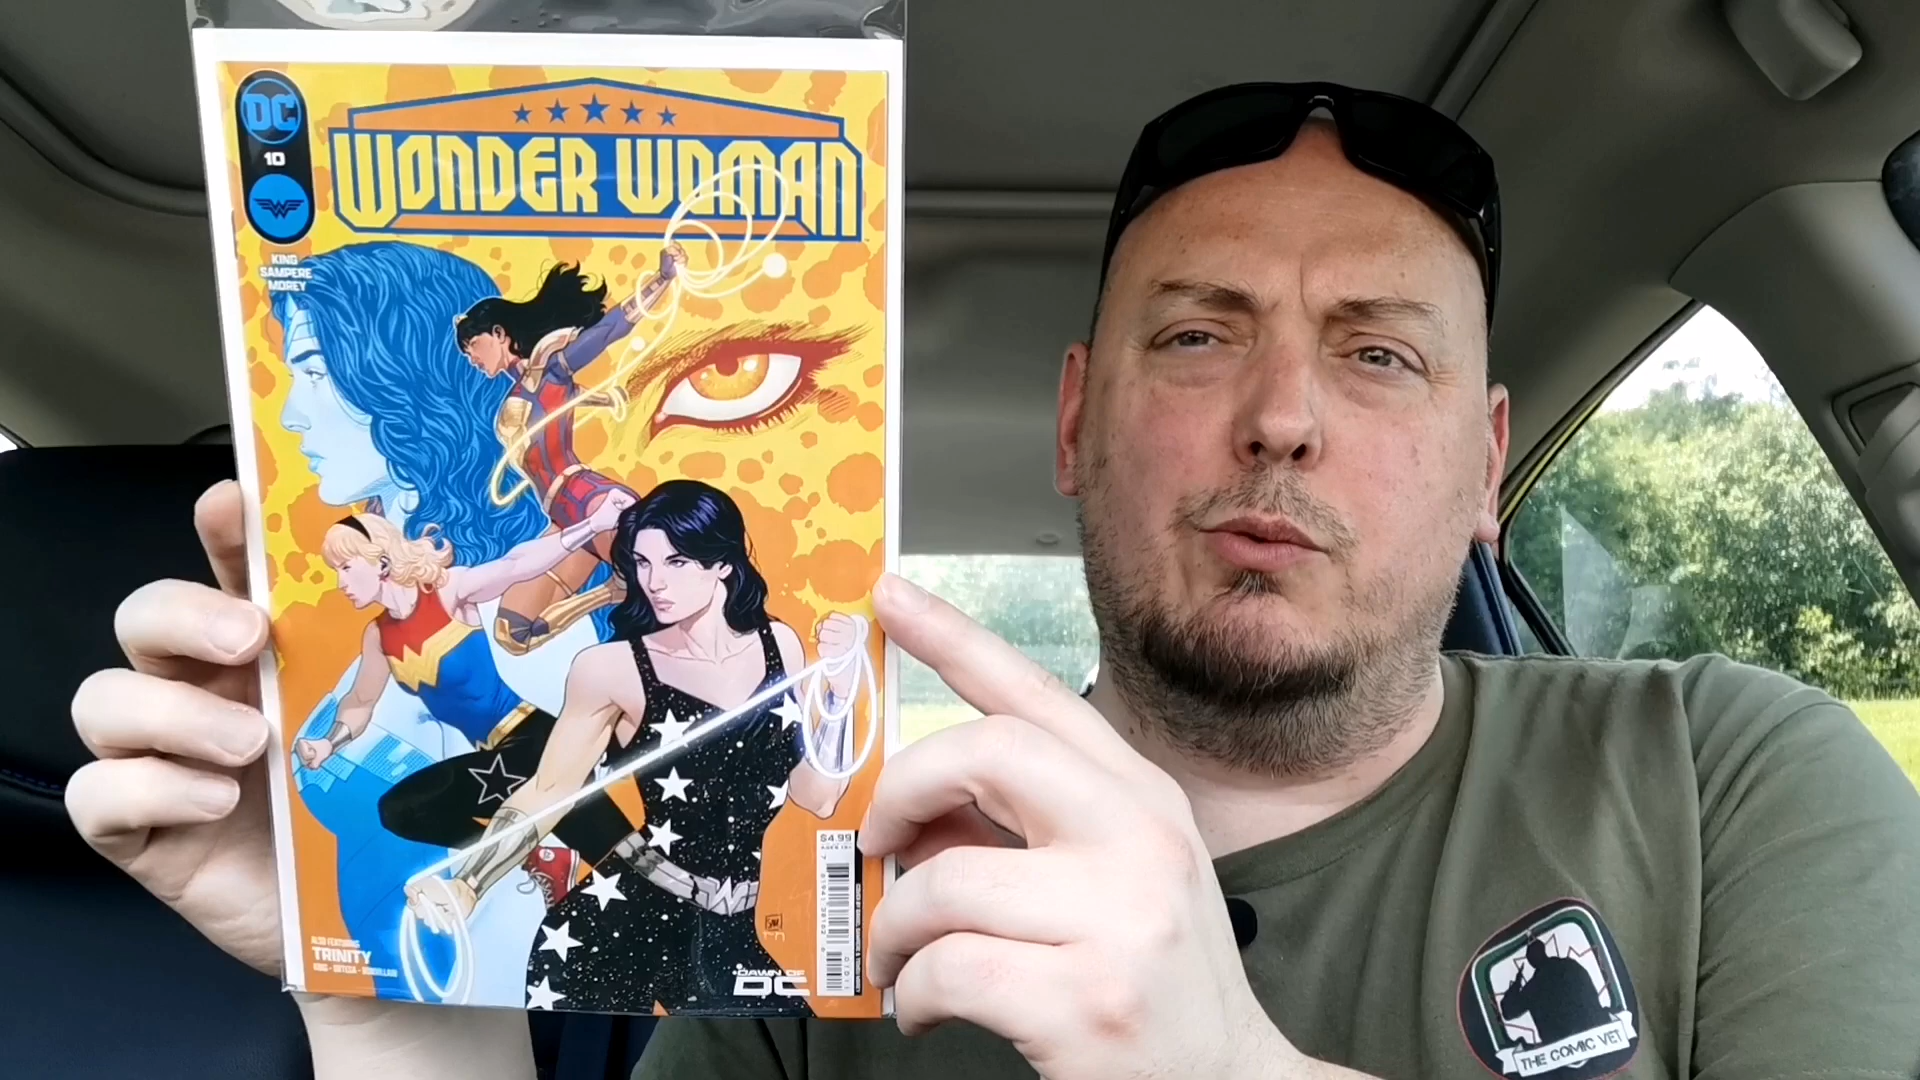 DC
10
WONDER WOMAN
KING
SAMPERE
MOREY
$4.99
ALSO FEATURING
TRINITY
DAWN OF
DC
THE COMIC VET